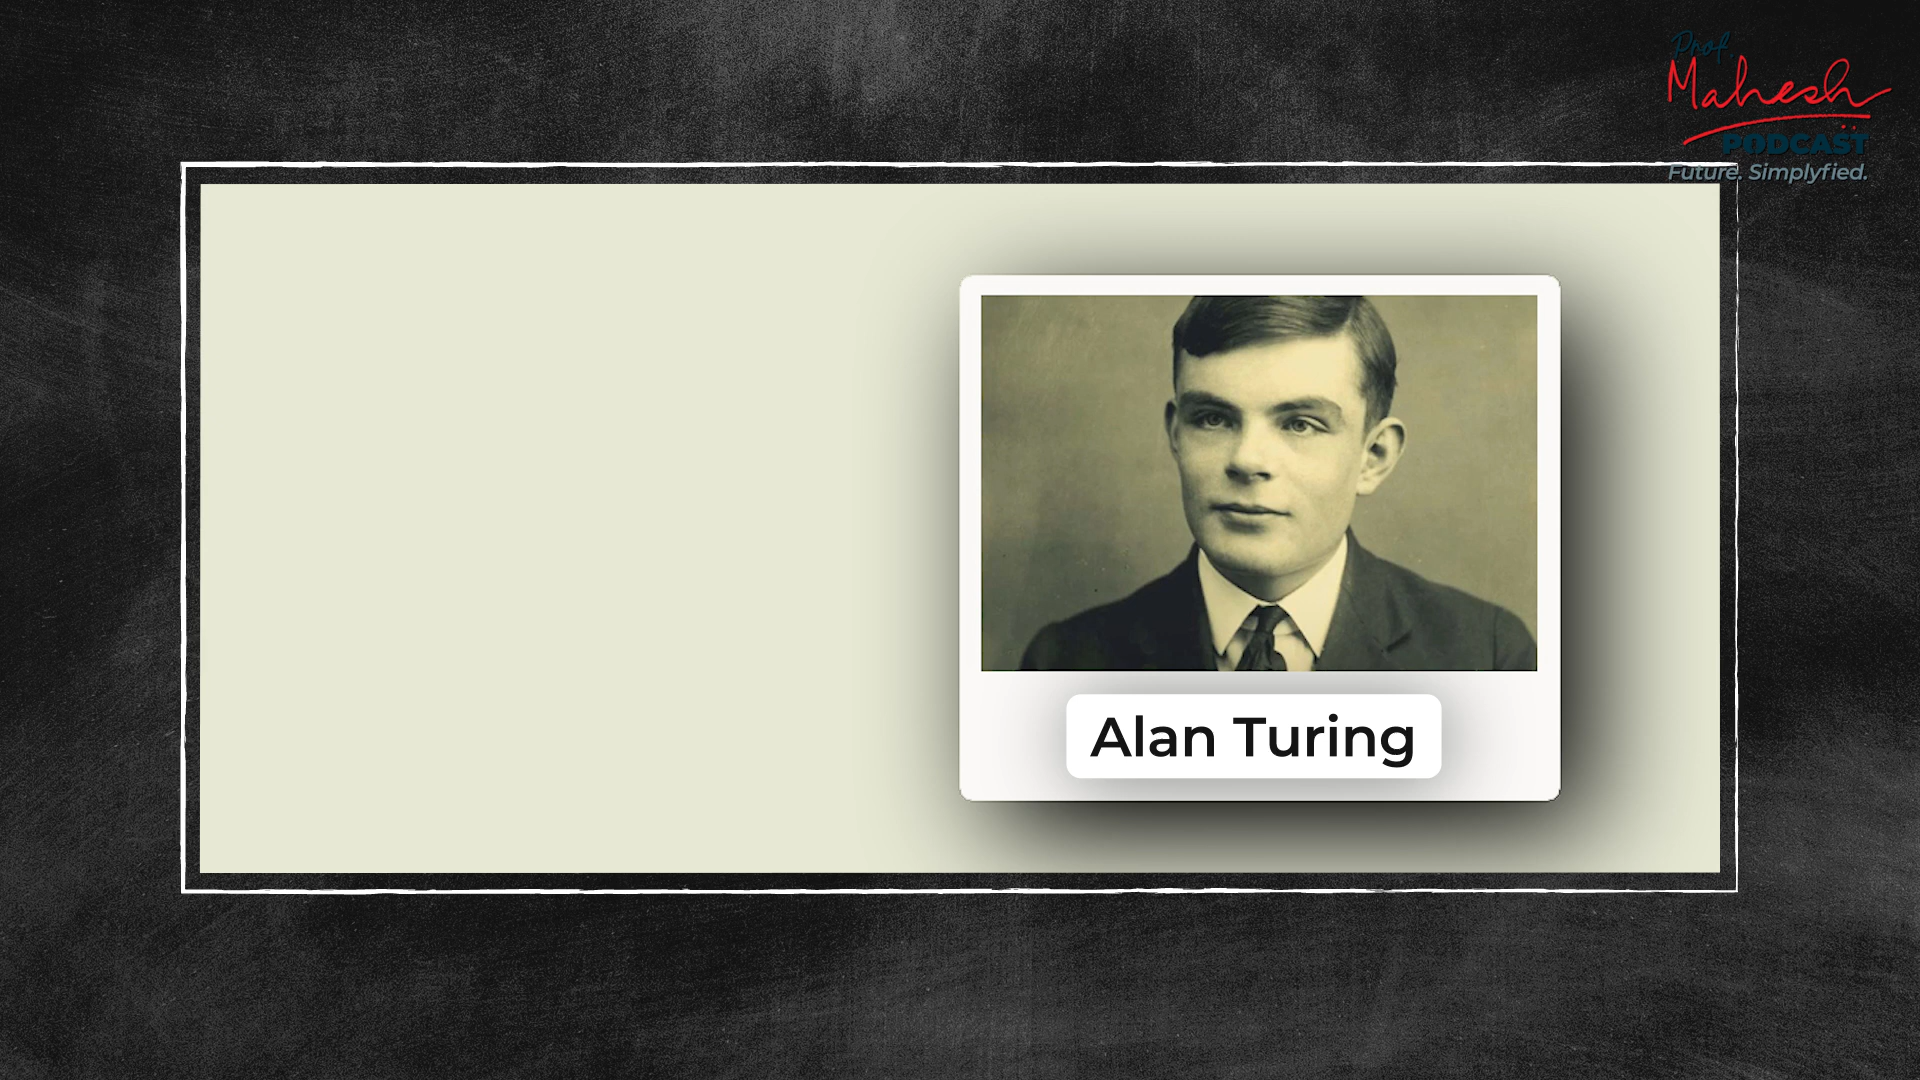 Prof.
Mahesh
PODCAST
Future. Simplyfied.
Alan Turing